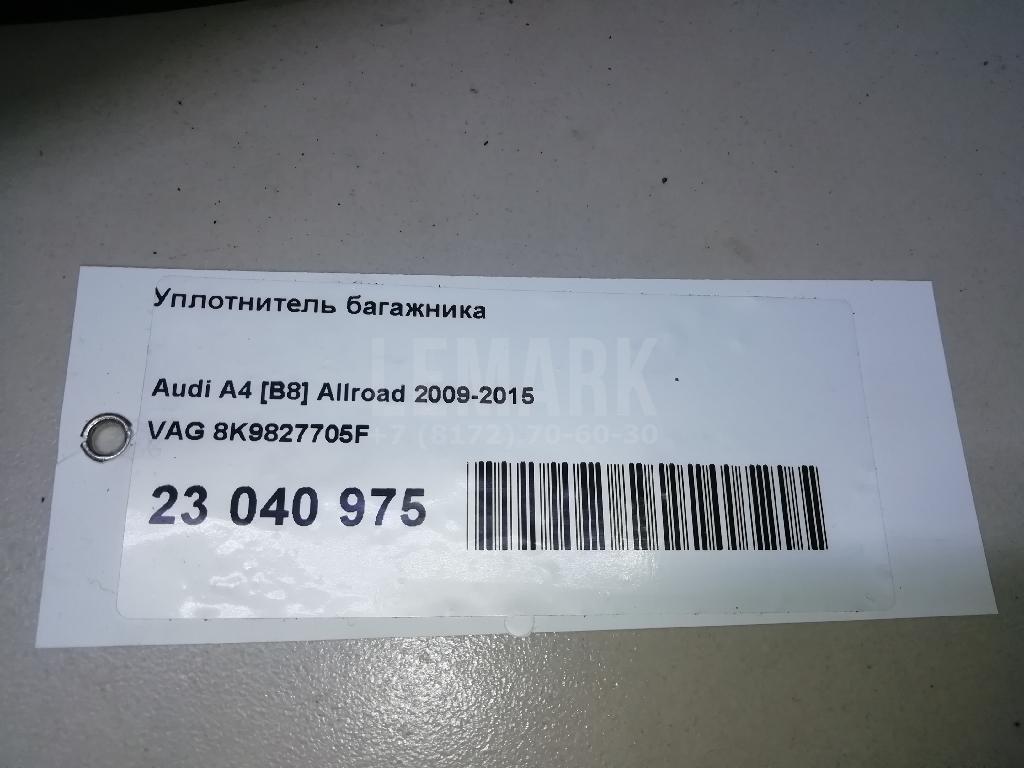 Уплотнитель багажника
LEMARK
Audi A4 [B8] Allroad 2009-2015
+7 (8172) 70-60-30
VAG 8K9827705F
23 040 975